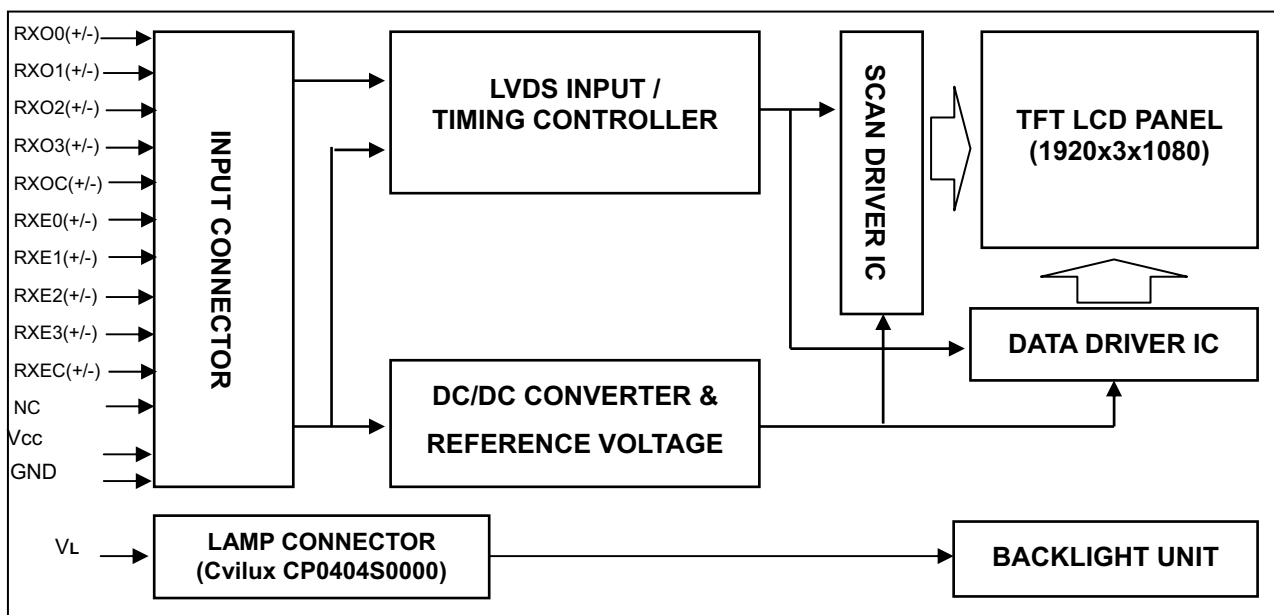 RXO0(+/-)
RXO1(+/-)
RXO2(+/-)
RXO3(+/-)
RXOC(+/-)
RXE0(+/-)
RXE1(+/-)
RXE2(+/-)
RXE3(+/-)
RXEC(+/-)
NC
Vcc
GND
VL
INPUT CONNECTOR
LVDS INPUT /
TIMING CONTROLLER
DC/DC CONVERTER &
REFERENCE VOLTAGE
SCAN DRIVER IC
TFT LCD PANEL
(1920x3x1080)
DATA DRIVER IC
LAMP CONNECTOR
(Cvilux CP0404S0000)
BACKLIGHT UNIT